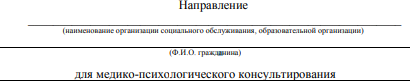 Направление
(наименование организации социального обслуживания, образовательной организации)
(Ф.И.О. гражданина)
для медико-психологического консультирования